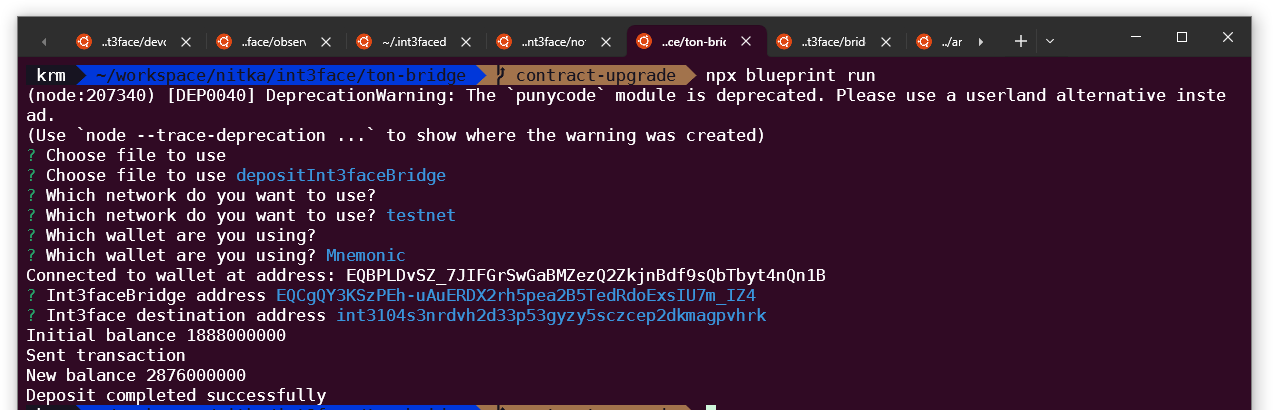 ..t3face/devc
..face/observ
~/.int3faced
..nt3face/no
..ce/ton-brid
..t3face/brid
../ar
krm ~/workspace/nitka/int3face/ton-bridge contract-upgrade npx blueprint run
(node:207340) [DEP0040] DeprecationWarning: The `punycode` module is deprecated. Please use a userland alternative inste
ad.
(Use `node --trace-deprecation ...` to show where the warning was created)
? Choose file to use
? Choose file to use depositInt3faceBridge
? Which network do you want to use?
? Which network do you want to use? testnet
? Which wallet are you using?
? Which wallet are you using? Mnemonic
Connected to wallet at address: EQBPLDvSZ_7JIFGrSwGaBMZezQ2ZkjnBdf9sQbTbyt4nQn1B
? Int3faceBridge address EQCgQY3KSzPEh-uAuERDX2rh5pea2B5TedRdoExsIU7m_IZ4
? Int3face destination address int3104s3nrdvh2d33p53gyzy5sczcep2dkmagpvhrk
Initial balance 1888000000
Sent transaction
New balance 2876000000
Deposit completed successfully